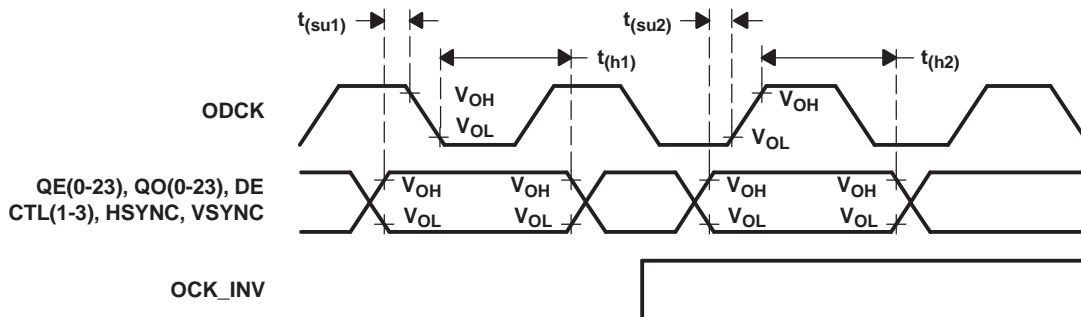 t(su1)
t(su2)
t(h1)
t(h2)
ODCK
VOH
VOL
VOH
VOL
QE(0-23), QO(0-23), DE
CTL(1-3), HSYNC, VSYNC
VOH
VOH
VOH
VOH
VOL
VOL
VOL
VOL
OCK_INV